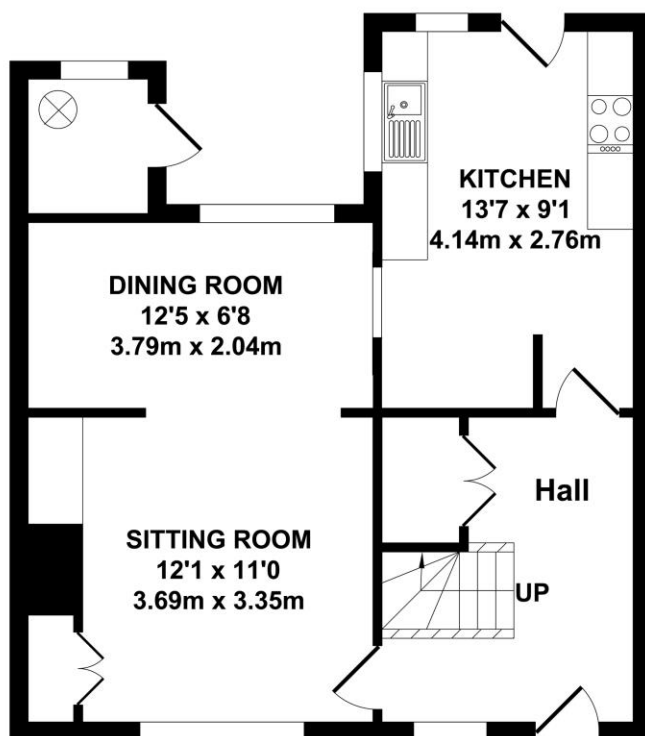 KITCHEN
13'7 x 9'1
4.14m x 2.76m
DINING ROOM
12'5 x 6'8
3.79m x 2.04m
Hall
SITTING ROOM
12'1 x 11'0
3.69m x 3.35m
UP